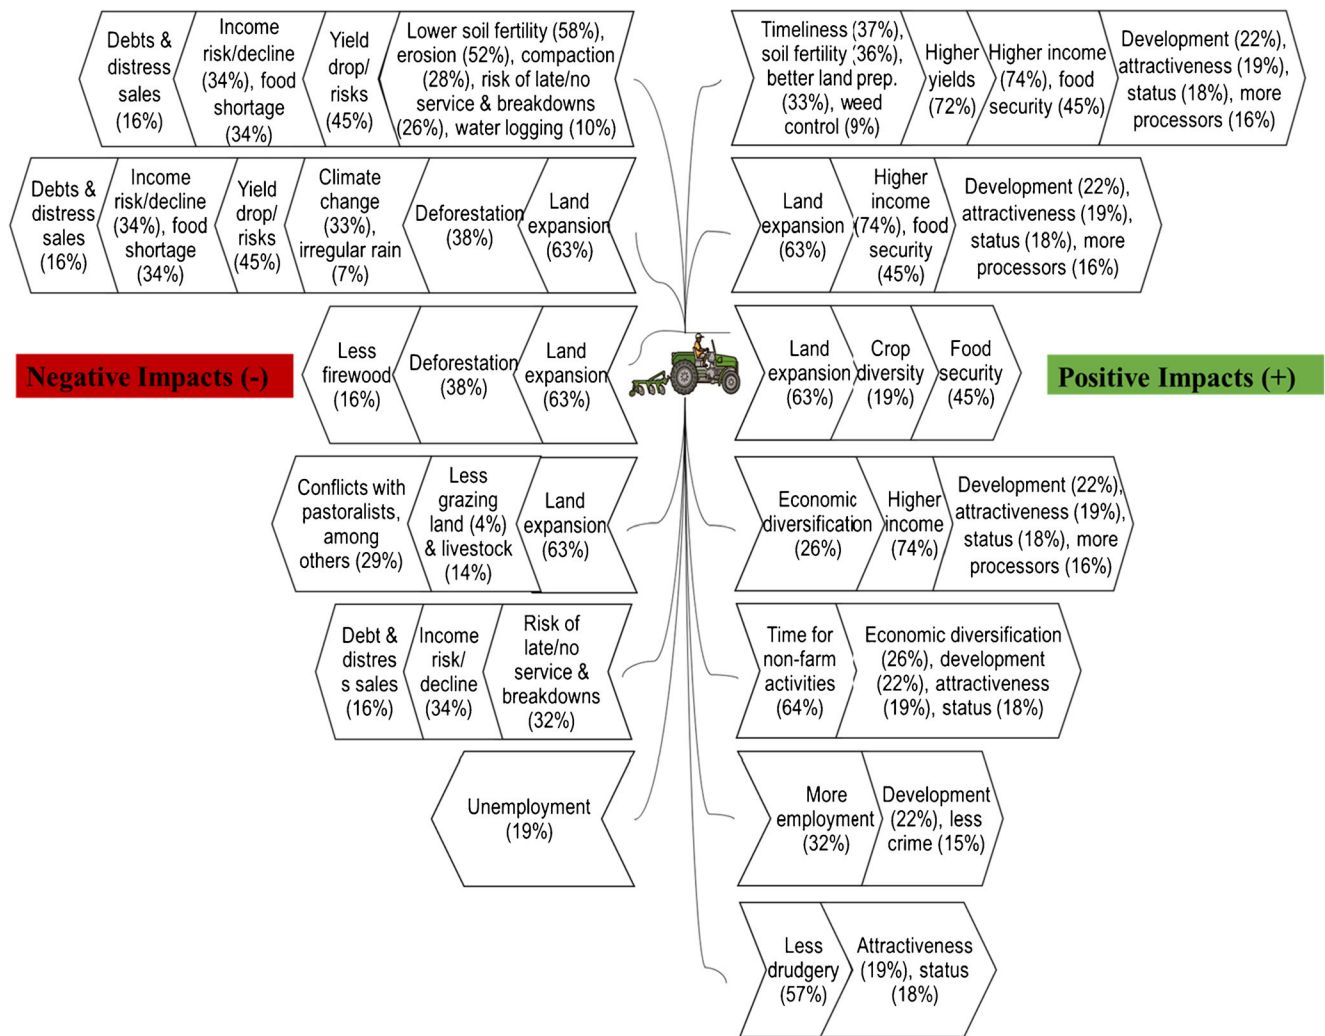 Debts &
distress
sales
(16%)
Income
risk/decline
(34%), food
shortage
(34%)
Yield
drop/
risks
(45%)
Lower soil fertility (58%),
erosion (52%), compaction
(28%), risk of late/no
service & breakdowns
(26%), water logging (10%)
Timeliness (37%),
soil fertility (36%),
better land prep.
(33%), weed
control (9%)
Higher
yields
(72%)
Higher income
(74%), food
security (45%)
Development (22%),
attractiveness (19%),
status (18%), more
processors (16%)
Debts &
distress
sales
(16%)
Income
risk/decline
(34%), food
shortage
(34%)
Yield
drop/
risks
(45%)
Climate
change
(33%),
irregular rain
(7%)
Deforestation
(38%)
Land
expansion
(63%)
Land
expansion
(63%)
Higher
income
(74%), food
security
(45%)
Development (22%),
attractiveness (19%),
status (18%), more
processors (16%)
Negative Impacts (-)
Less
firewood
(16%)
Deforestation
(38%)
Land
expansion
(63%)
Land
expansion
(63%)
Crop
diversity
(19%)
Food
security
(45%)
Positive Impacts (+)
Conflicts with
pastoralists,
among
others (29%)
Less
grazing
land (4%)
& livestock
(14%)
Land
expansion
(63%)
Economic
diversification
(26%)
Higher
income
(74%)
Development (22%),
attractiveness (19%),
status (18%), more
processors (16%)
Debt &
distres
s sales
(16%)
Income
risk/
decline
(34%)
Risk of
late/no
service &
breakdowns
(32%)
Time for
non-farm
activities
(64%)
Economic diversification
(26%), development
(22%), attractiveness
(19%), status (18%)
Unemployment
(19%)
More
employment
(32%)
Development
(22%), less
crime (15%)
Less
drudgery
(57%)
Attractiveness
(19%), status
(18%)